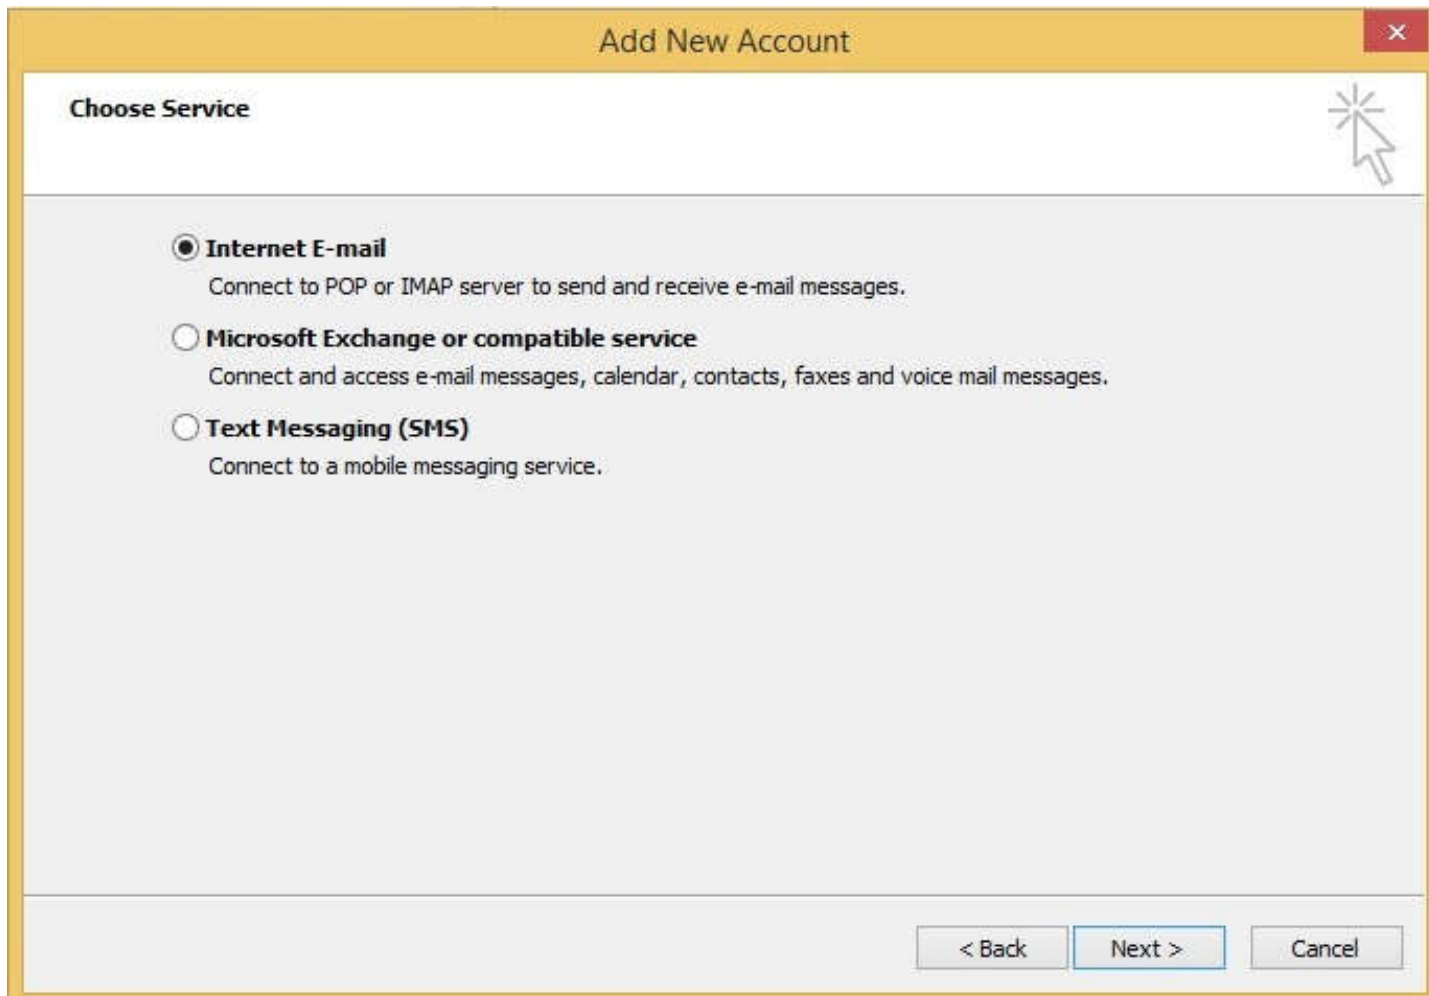 Add New Account
Choose Service
Internet E-mail
Connect to POP or IMAP server to send and receive e-mail messages.
Microsoft Exchange or compatible service
Connect and access e-mail messages, calendar, contacts, faxes and voice mail messages.
Text Messaging (SMS)
Connect to a mobile messaging service.
< Back Next > Cancel